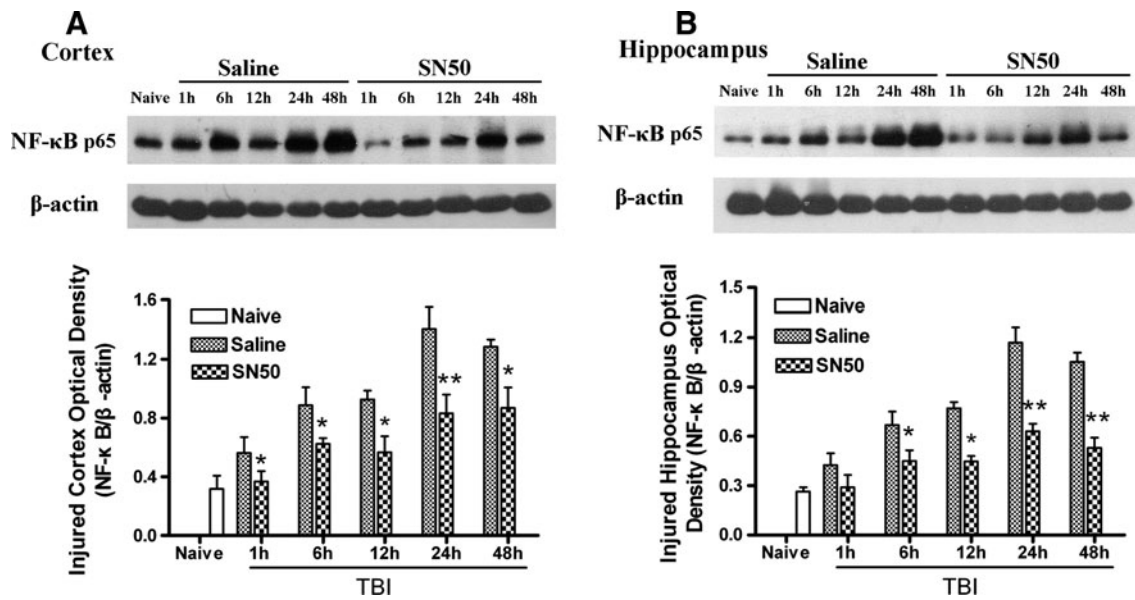 A
Cortex
Saline SN50
Naive 1h 6h 12h 24h 48h 1h 6h 12h 24h 48h
NF-κB p65
β-actin
Injured Cortex Optical Density
(NF-κ B/β -actin)
1.6
1.2
0.8
0.4
0.0
Naive
Saline
SN50
* * * ** *
Naive 1h 6h 12h 24h 48h
TBI
B
Hippocampus
Saline SN50
Naive 1h 6h 12h 24h 48h 1h 6h 12h 24h 48h
NF-κB p65
β-actin
Injured Hippocampus Optical
Density (NF-κ B/β -actin)
1.5
1.2
0.9
0.6
0.3
0.0
Naive
Saline
SN50
* * ** **
Naive 1h 6h 12h 24h 48h
TBI